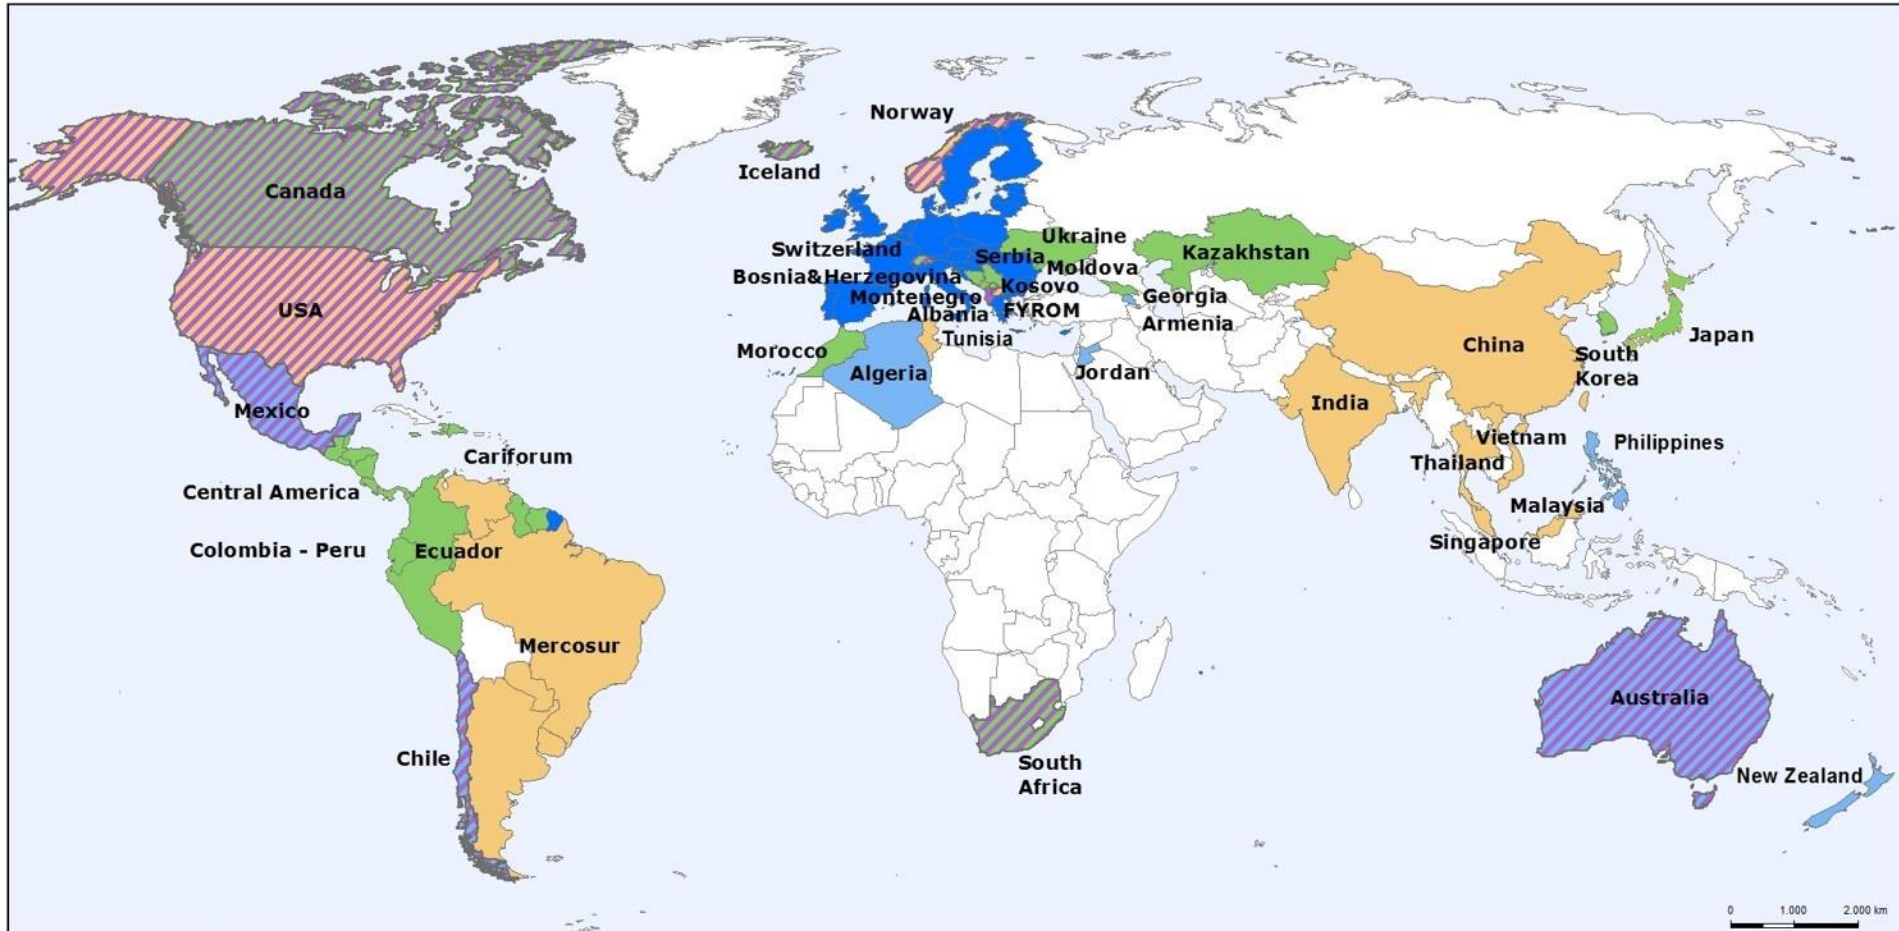 Norway
Iceland
Canada
Ukraine
Switzerland
Serbia
Kazakhstan
Moldova
Bosnia&Herzegovina
Kosovo
Georgia
Montenegro
USA
FYROM
Albania
Armenia
Tunisia
Japan
China
Morocco
South
Korea
Algeria
Jordan
India
Mexico
Vietnam
Philippines
Cariforum
Thailand
Central America
Malaysia
Singapore
Colombia - Peru
Ecuador
Mercosur
Australia
Chile
South
Africa
New Zealand
0 1.000 2.000 km